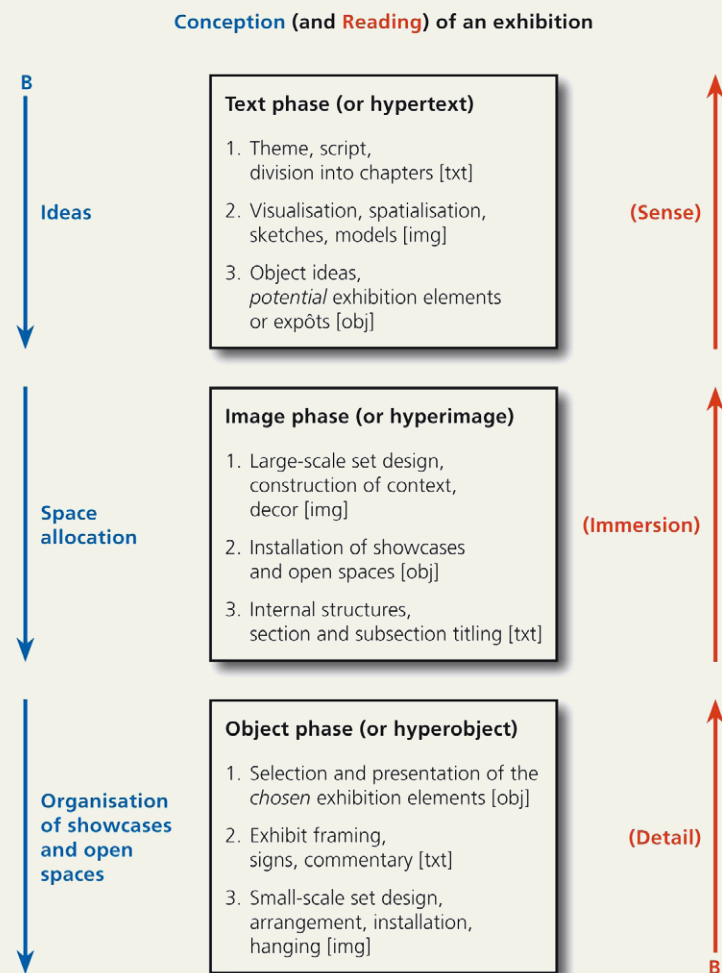 Conception (and Reading) of an exhibition
B
Ideas
Text phase (or hypertext)
1. Theme, script,
division into chapters [txt]
2. Visualisation, spatialisation,
sketches, models [img]
3. Object ideas,
potential exhibition elements
or expôts [obj]
(Sense)
Space
allocation
Image phase (or hyperimage)
1. Large-scale set design,
construction of context,
decor [img]
2. Installation of showcases
and open spaces [obj]
3. Internal structures,
section and subsection titling [txt]
(Immersion)
Organisation
of showcases
and open
spaces
Object phase (or hyperobject)
1. Selection and presentation of the
chosen exhibition elements [obj]
2. Exhibit framing,
signs, commentary [txt]
3. Small-scale set design,
arrangement, installation,
hanging [img]
(Detail)
B